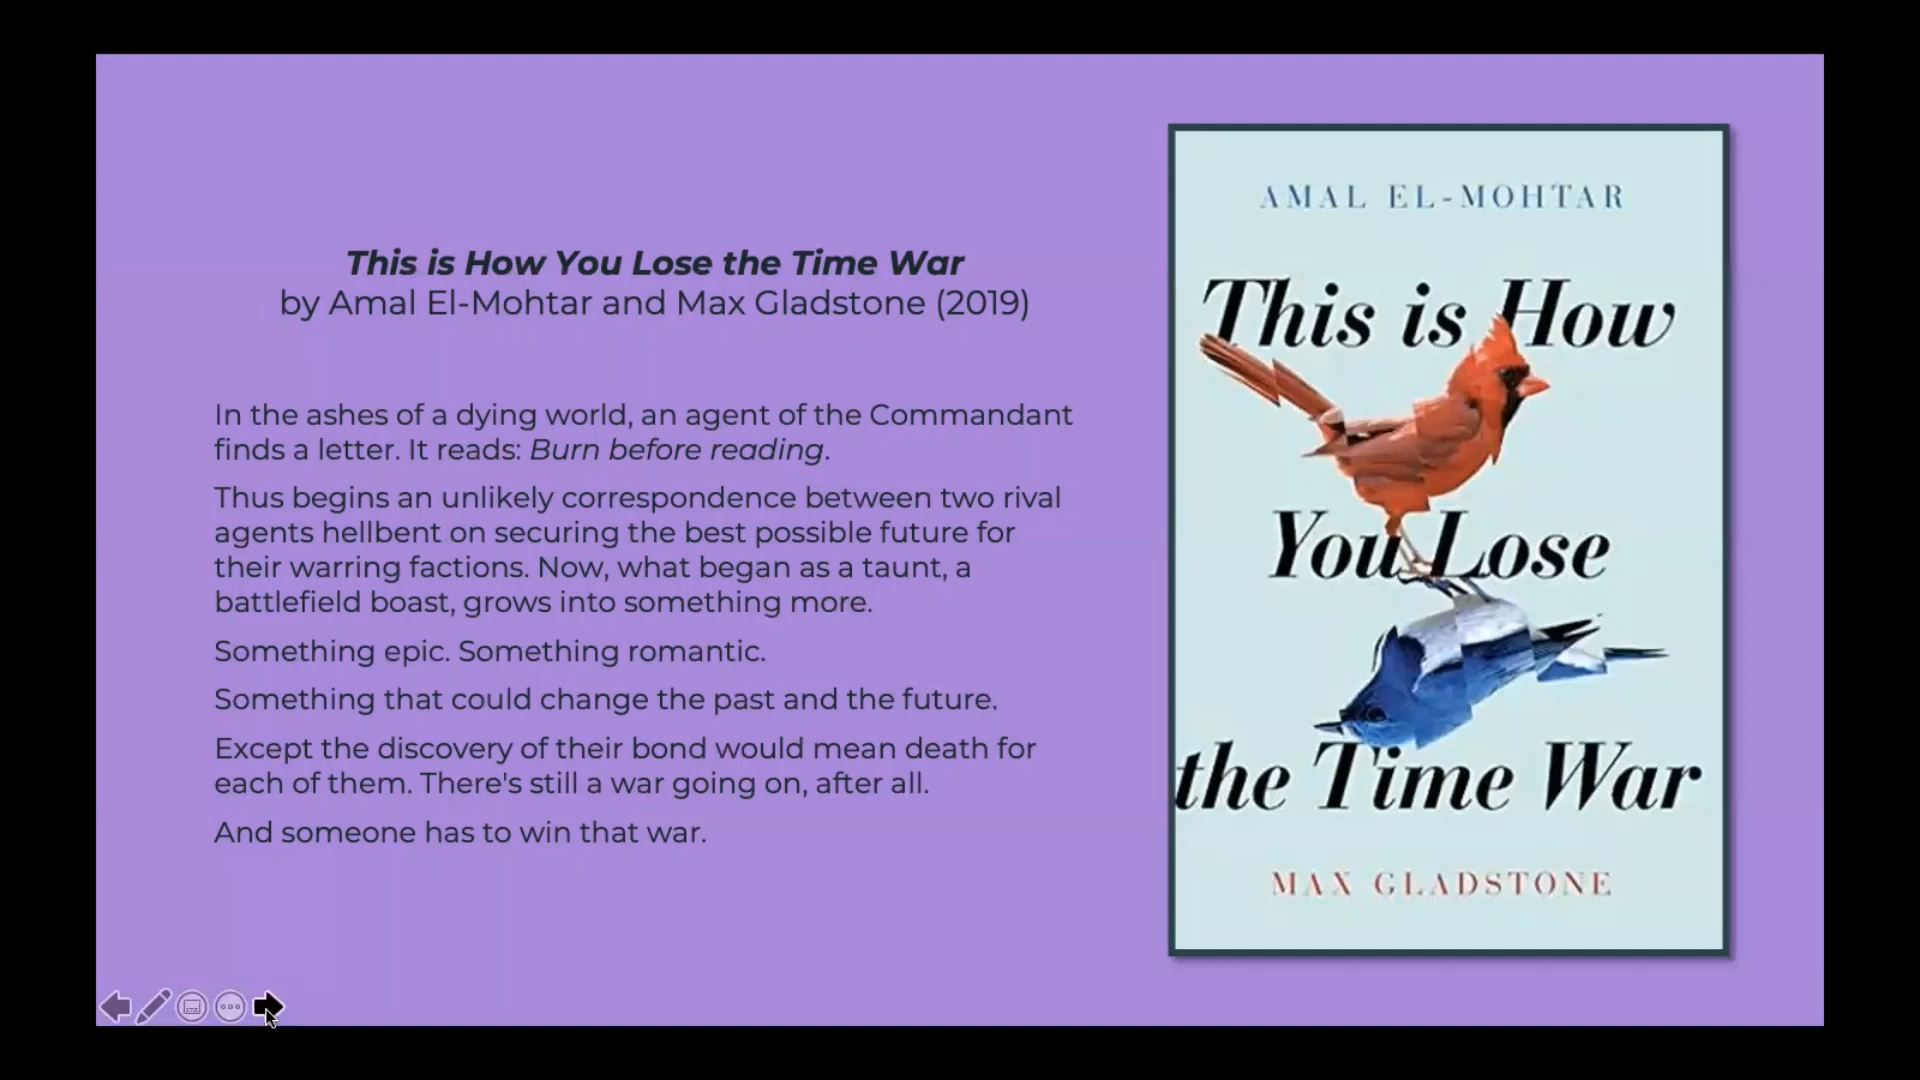 This is How You Lose the Time War
by Amal El-Mohtar and Max Gladstone (2019)
In the ashes of a dying world, an agent of the Commandant
finds a letter. It reads: Burn before reading.
Thus begins an unlikely correspondence between two rival
agents hellbent on securing the best possible future for
their warring factions. Now, what began as a taunt, a
battlefield boast, grows into something more.
Something epic. Something romantic.
Something that could change the past and the future.
Except the discovery of their bond would mean death for
each of them. There's still a war going on, after all.
And someone has to win that war.
AMAL EL-MOHTAR
This is How
You Lose
the Time War
MAX GLADSTONE